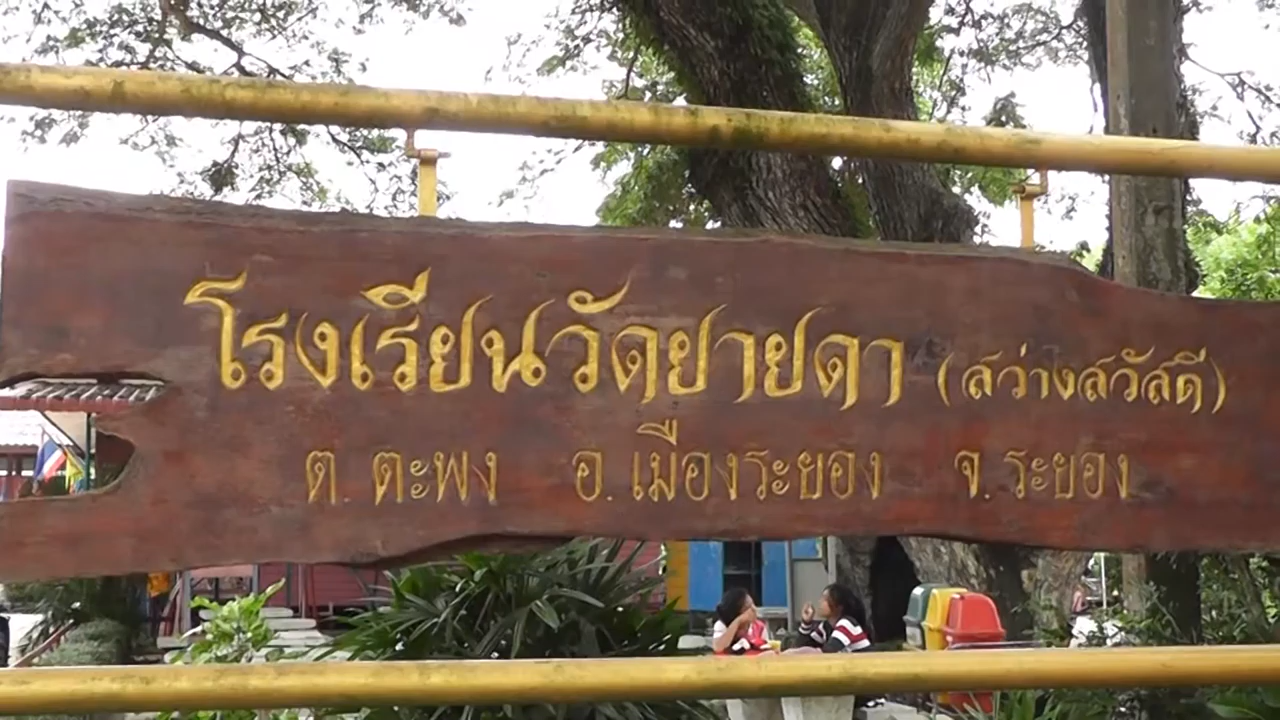 โรงเรียนวัดยายดา (สว่างสวัสดี)
ต. ตะพง อ. เมืองระยอง จ. ระยอง